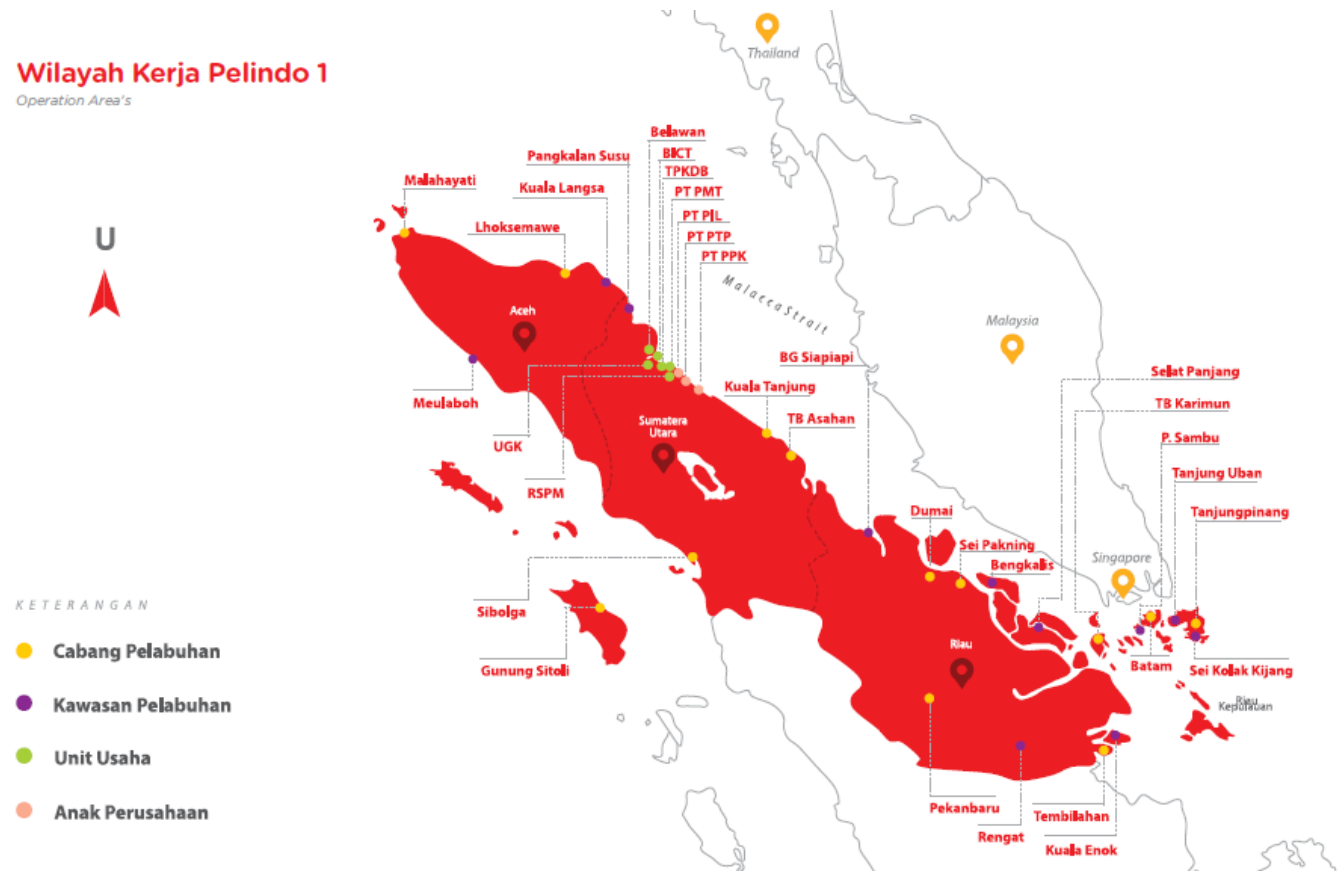 Wilayah Kerja Pelindo 1
Operation Area's
U
Thailand
Belawan
BICT
Pangkalan Susu
TPKDB
Malahayati
Kuala Langsa
PT PMT
PT PIL
Lhoksemawe
PT PTP
PT PPK
Malacca Strait
Aceh
Malaysia
BG Siapiapi
Selat Panjang
Kuala Tanjung
Meulaboh
TB Karimun
Sumatera
Utara
TB Asahan
UGK
P. Sambu
Tanjung Uban
RSPM
Dumai
Tanjungpinang
Sei Pakning
Singapore
Bengkalis
KETERANGAN
Sibolga
Cabang Pelabuhan
Riau
Gunung Sitoli
Batam
Sei Kolak Kijang
Riau
Kepulauan
Kawasan Pelabuhan
Unit Usaha
Pekanbaru
Tembilahan
Anak Perusahaan
Rengat
Kuala Enok